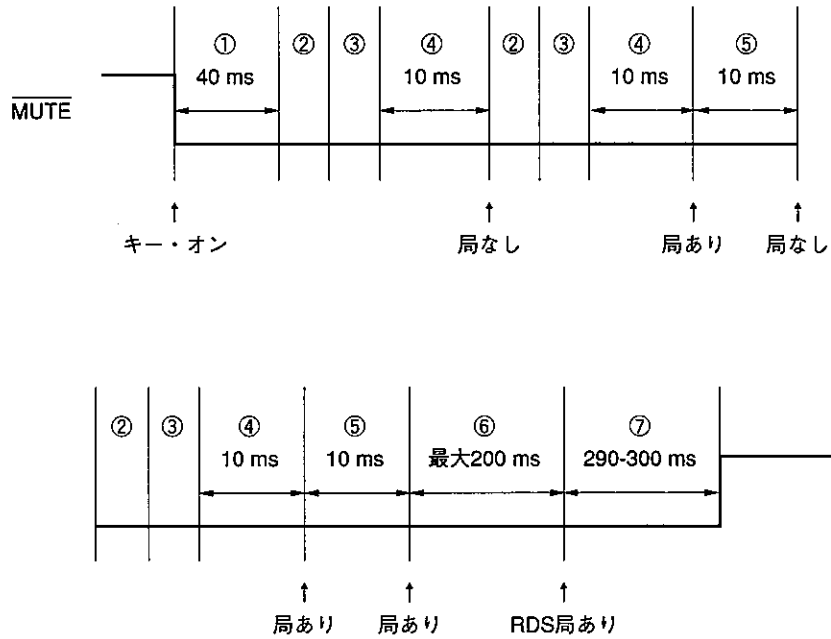 ① ② ③ ④ ② ③ ④ ⑤
40 ms 10 ms 10 ms 10 ms
MUTE
キー・オン 局なし 局あり 局なし
② ③ ④ ⑤ ⑥ ⑦
10 ms 10 ms 最大200 ms 290-300 ms
局あり 局あり RDS局あり